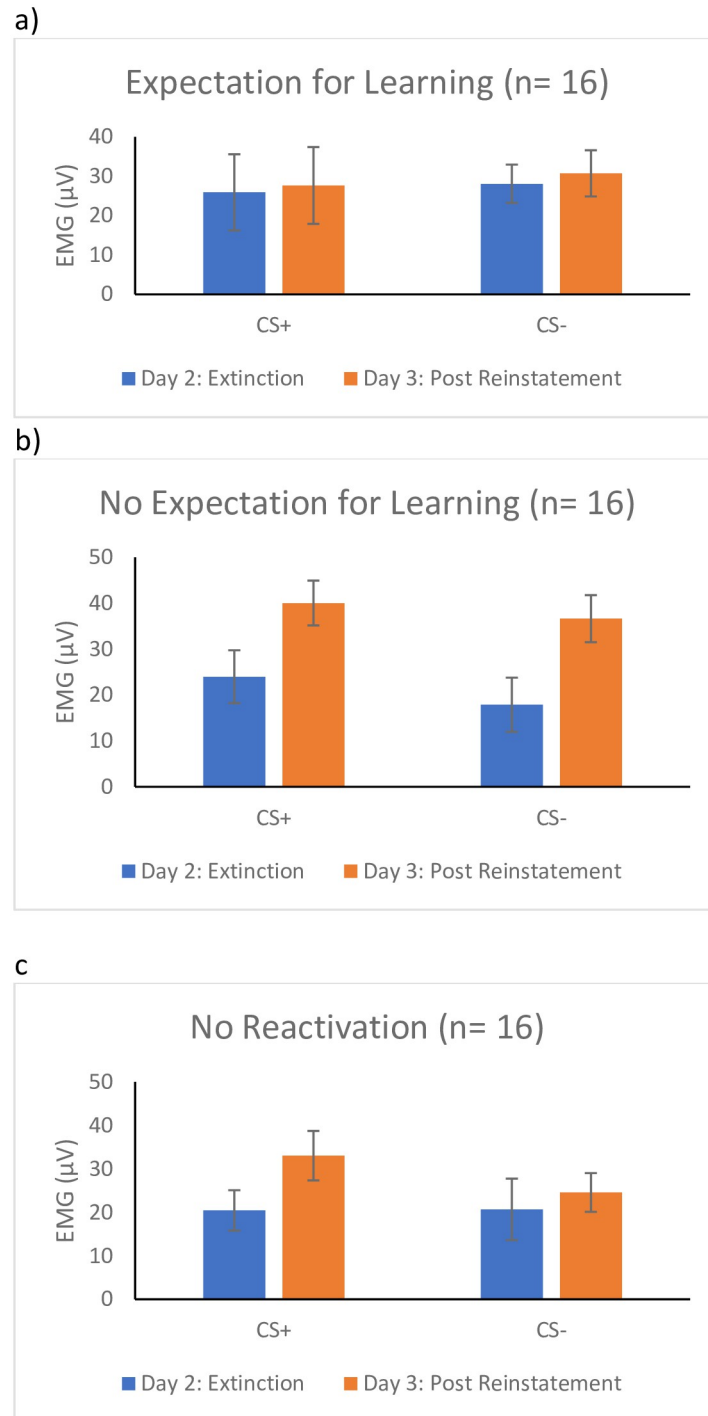 a)
Expectation for Learning (n= 16)
EMG (µV)
40
30
20
10
0
CS+ CS-
Day 2: Extinction Day 3: Post Reinstatement
b)
No Expectation for Learning (n= 16)
EMG (µV)
50
40
30
20
10
0
CS+ CS-
Day 2: Extinction Day 3: Post Reinstatement
c
No Reactivation (n= 16)
EMG (µV)
50
40
30
20
10
0
CS+ CS-
Day 2: Extinction Day 3: Post Reinstatement